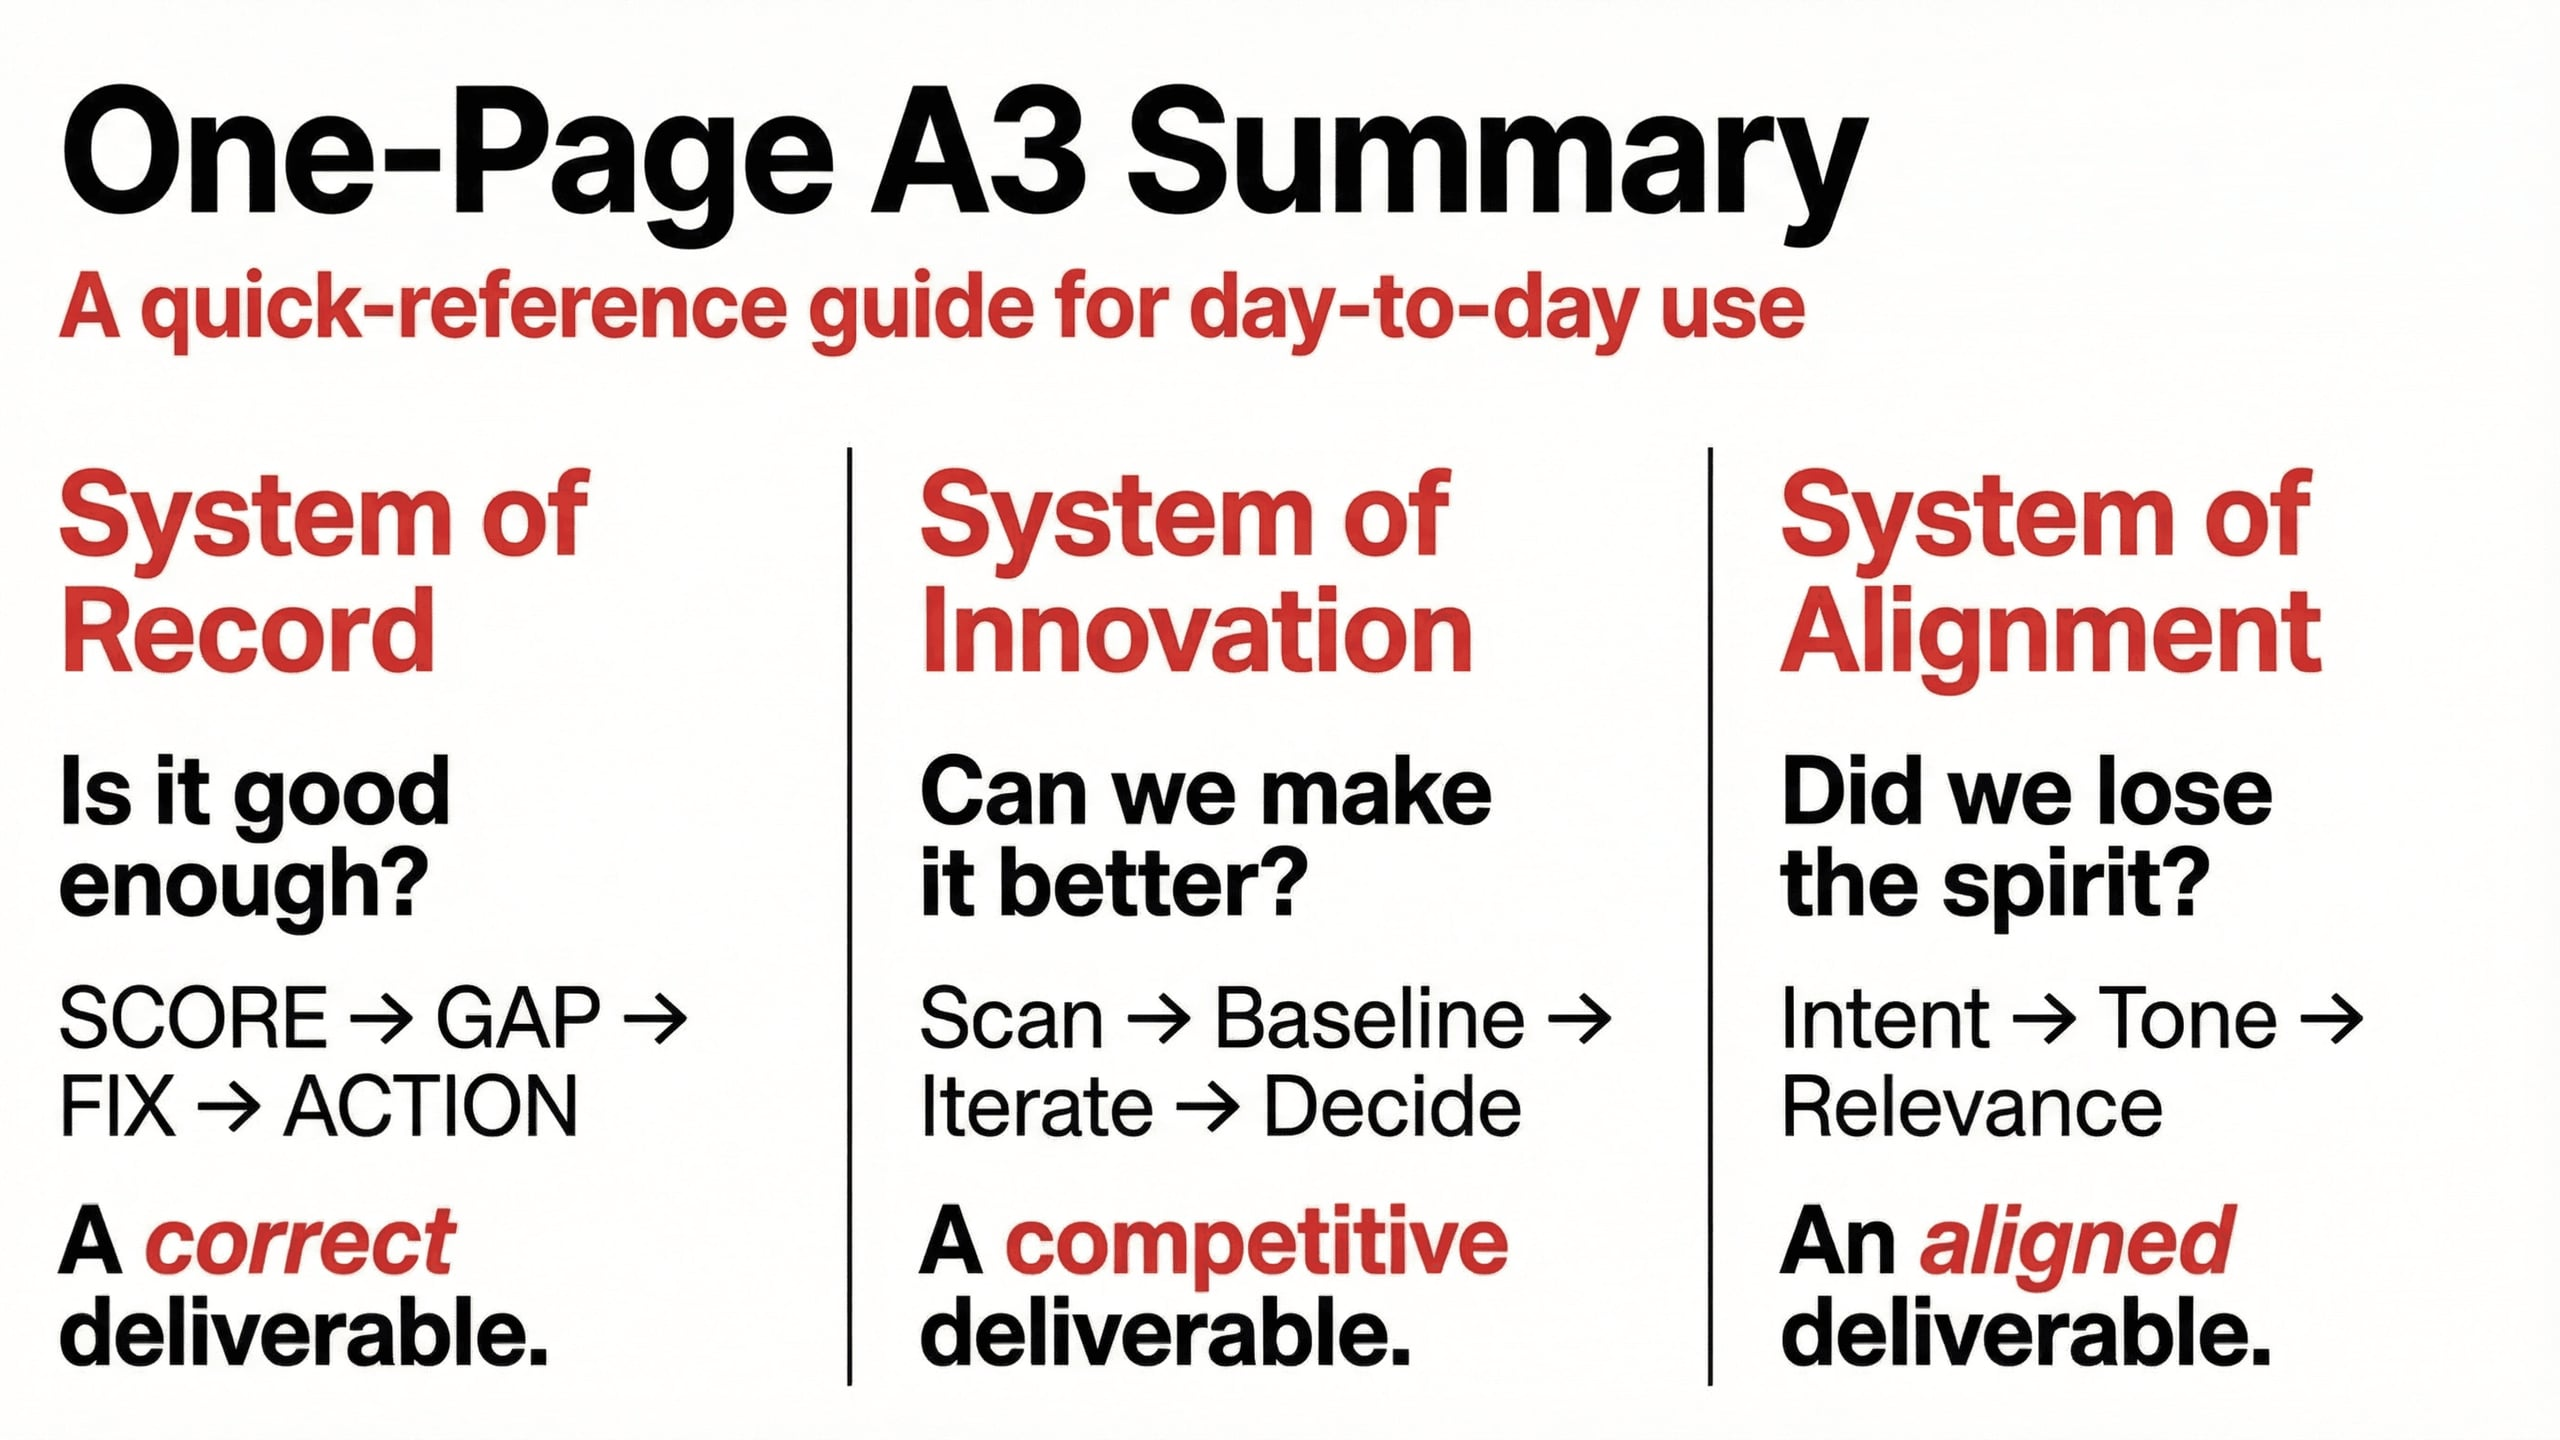 One-Page A3 Summary
A quick-reference guide for day-to-day use
System of
Record
Is it good
enough?
SCORE → GAP →
FIX → ACTION
A correct
deliverable.
System of
Innovation
Can we make
it better?
Scan → Baseline →
Iterate → Decide
A competitive
deliverable.
System of
Alignment
Did we lose
the spirit?
Intent → Tone →
Relevance
An aligned
deliverable.